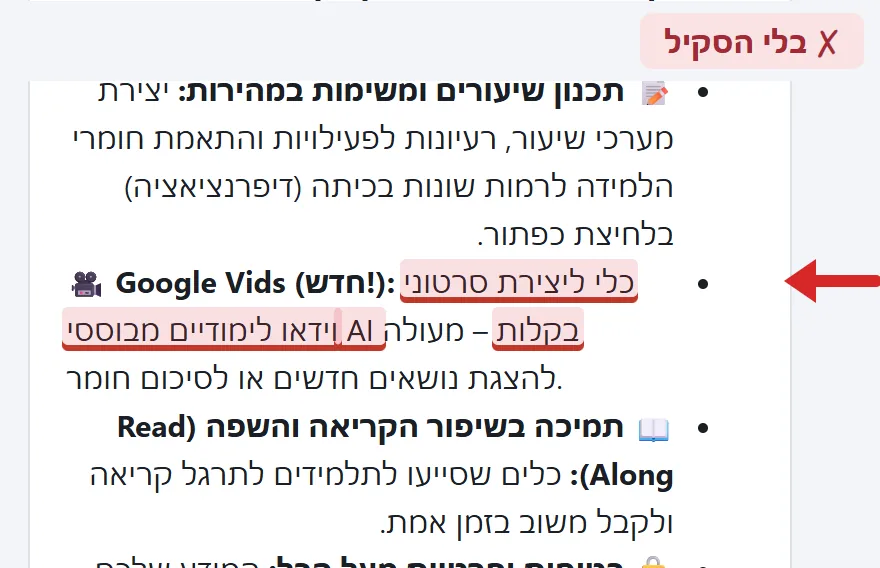 ✗ בלי הסקיל
📝 תכנון שיעורים ומשימות במהירות: יצירת
מערכי שיעור, רעיונות לפעילויות והתאמת חומרי
הלמידה לרמות שונות בכיתה (דיפרנציאציה)
בלחיצת כפתור.
🎥 Google Vids (חדש!): כלי ליצירת סרטוני
וידאו לימודיים מבוססי AI בקלות – מעולה
להצגת נושאים חדשים או לסיכום חומר.
📖 תמיכה בשיפור הקריאה והשפה (Read
Along): כלים שסייעו לתלמידים לתרגל קריאה
ולקבל משוב בזמן אמת.